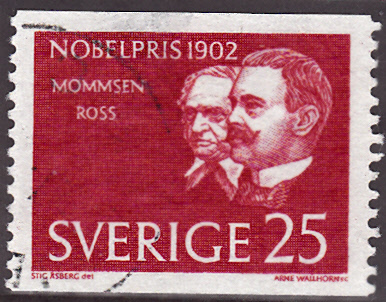 NOBELPRIS 1902
MOMMSEN
ROSS
SVERIGE 25
STIG ÅSBERG del. ARNE WALLHORN sc.